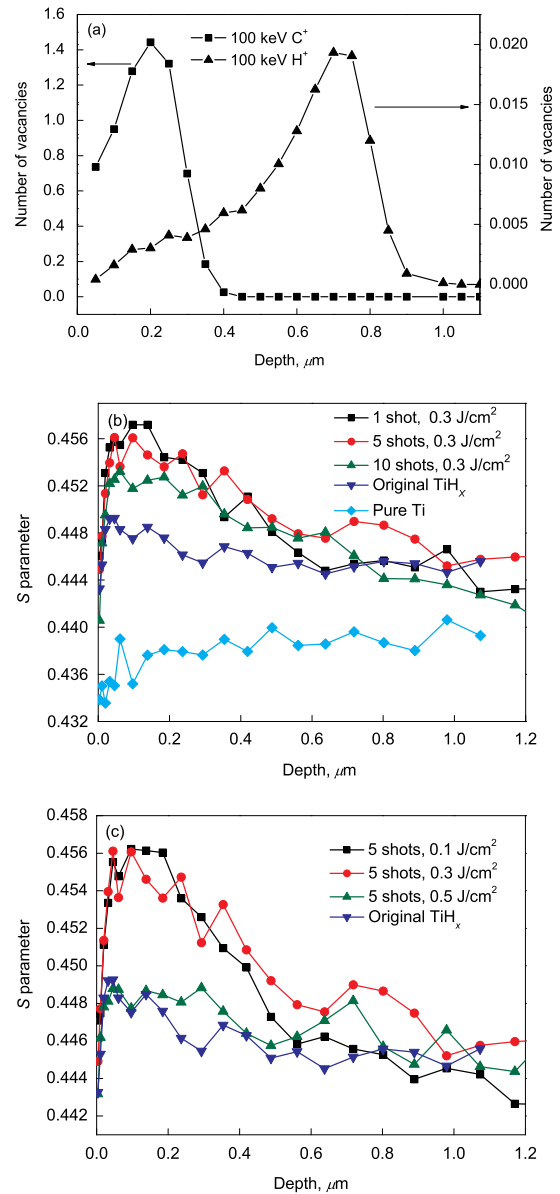 (a)
100 keV C⁺
100 keV H⁺
Number of vacancies
1.6
1.4
1.2
1.0
0.8
0.6
0.4
0.2
0.0
0.020
0.015
0.010
0.005
0.000
Number of vacancies
0.0 0.2 0.4 0.6 0.8 1.0
Depth, μm
(b)
1 shot, 0.3 J/cm²
5 shots, 0.3 J/cm²
10 shots, 0.3 J/cm²
Original TiHₓ
Pure Ti
S parameter
0.456
0.452
0.448
0.444
0.440
0.436
0.432
0.0 0.2 0.4 0.6 0.8 1.0 1.2
Depth, μm
(c)
5 shots, 0.1 J/cm²
5 shots, 0.3 J/cm²
5 shots, 0.5 J/cm²
Original TiHₓ
S parameter
0.458
0.456
0.454
0.452
0.450
0.448
0.446
0.444
0.442
0.0 0.2 0.4 0.6 0.8 1.0 1.2
Depth, μm